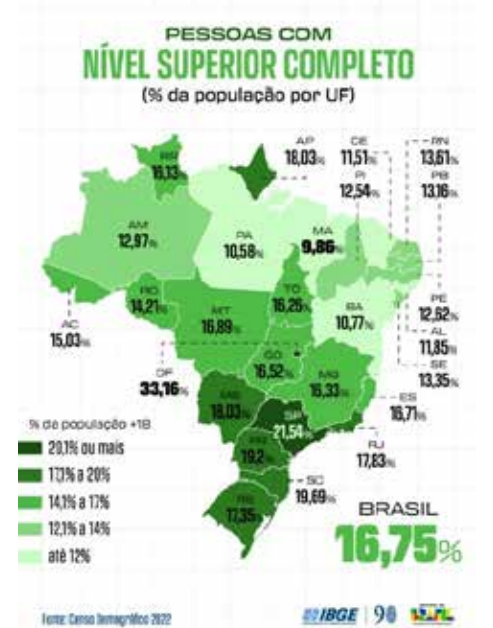 PESSOAS COM
NÍVEL SUPERIOR COMPLETO
(% da população por UF)
AP
18,03%
CE
11,51%
RN
13,61%
PI
12,54%
PB
13,16%
RR
16,13%
AM
12,97%
PA
10,58%
MA
9,86%
TO
16,26%
RO
14,21%
MT
16,89%
BA
10,77%
PE
12,62%
AL
11,85%
SE
13,35%
AC
15,03%
DF
33,16%
GO
16,52%
MG
16,33%
ES
16,71%
MS
18,03%
SP
21,54%
RJ
17,83%
PR
19,2%
SC
19,69%
RS
17,35%
% de população +18
20,1% ou mais
17,1% a 20%
14,1% a 17%
12,1% a 14%
até 12%
BRASIL
16,75%
Fonte: Censo Demográfico 2022
IBGE | 90
BRASIL